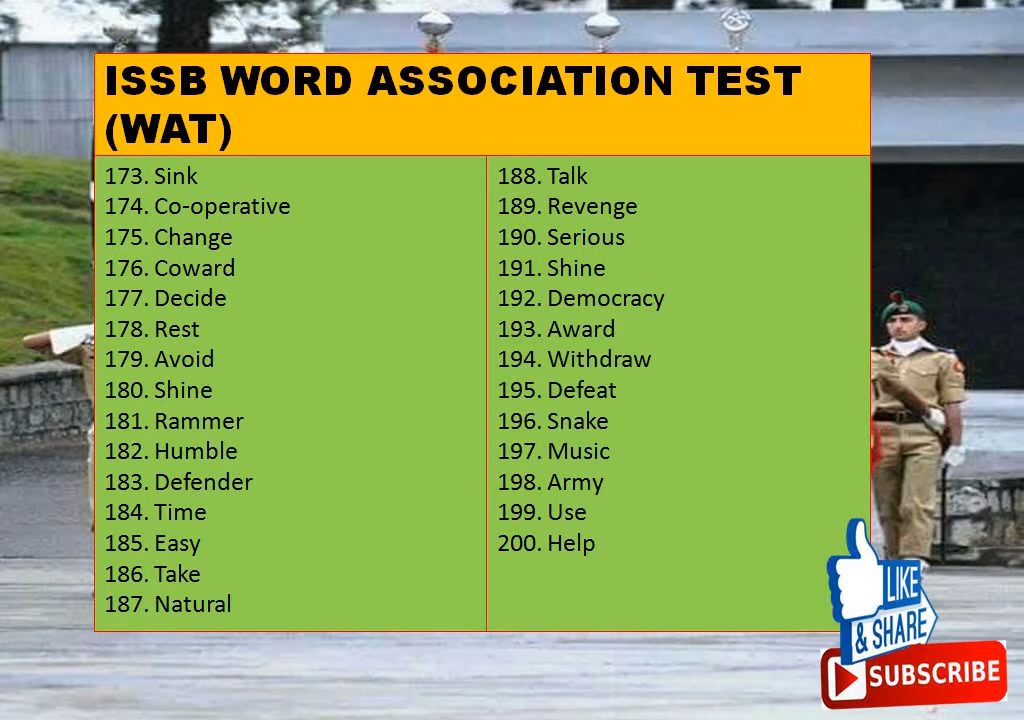 ISSB WORD ASSOCIATION TEST
(WAT)
173. Sink
174. Co-operative
175. Change
176. Coward
177. Decide
178. Rest
179. Avoid
180. Shine
181. Rammer
182. Humble
183. Defender
184. Time
185. Easy
186. Take
187. Natural
188. Talk
189. Revenge
190. Serious
191. Shine
192. Democracy
193. Award
194. Withdraw
195. Defeat
196. Snake
197. Music
198. Army
199. Use
200. Help
LIKE
& SHARE
SUBSCRIBE